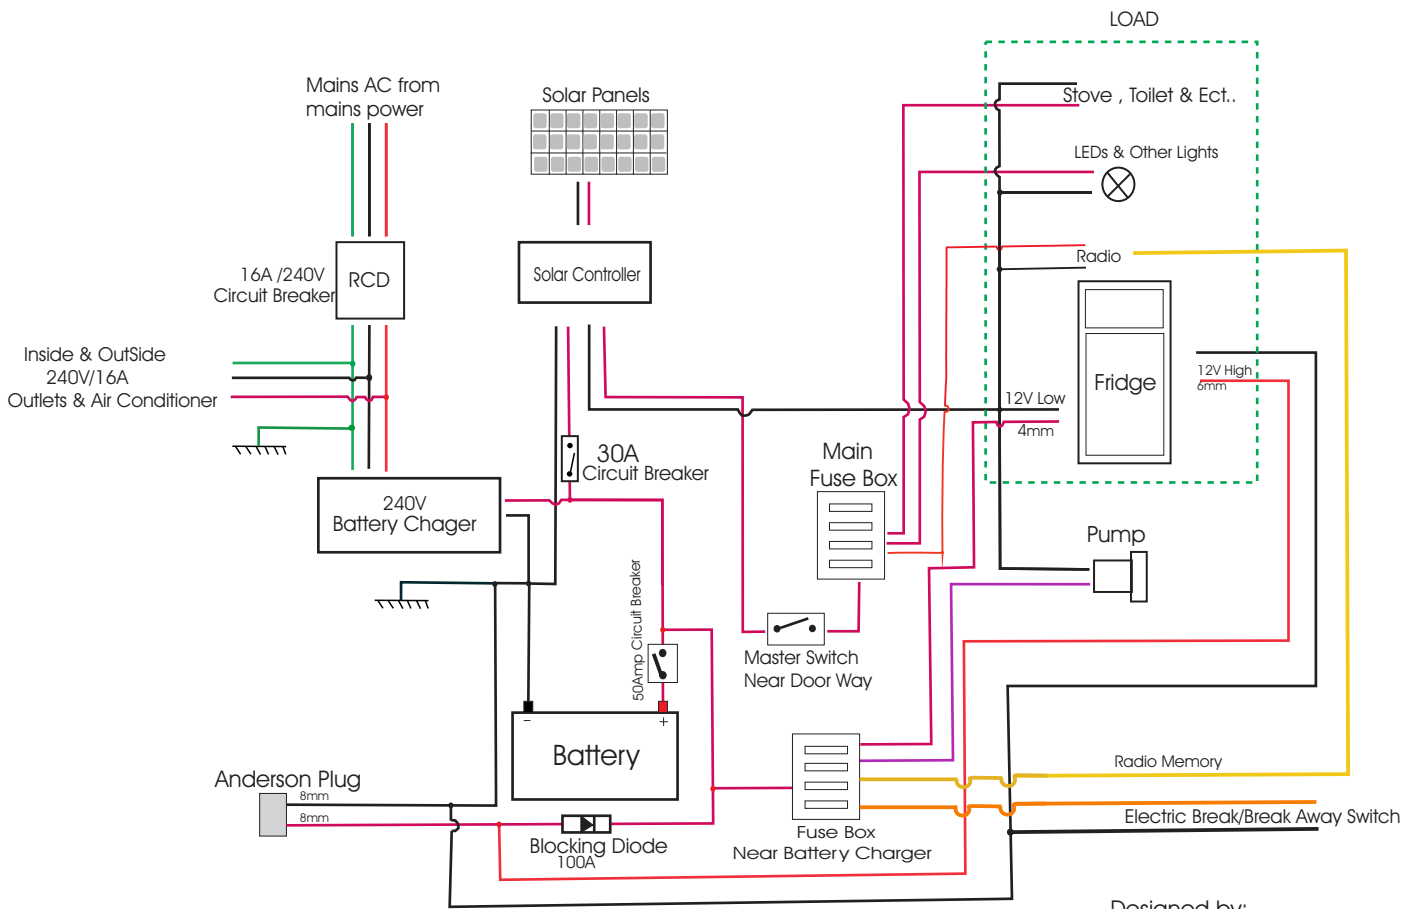 LOAD
Mains AC from
mains power
Solar Panels
Stove , Toilet & Ect..
LEDs & Other Lights
Radio
16A /240V
Circuit Breaker
RCD
Solar Controller
Inside & OutSide
240V/16A
Outlets & Air Conditioner
Fridge
12V High
6mm
12V Low
4mm
30A
Circuit Breaker
Main
Fuse Box
240V
Battery Chager
Pump
50Amp Circuit Breaker
Master Switch
Near Door Way
–
+
Battery
Radio Memory
Anderson Plug
8mm
8mm
Electric Break/Break Away Switch
Blocking Diode
100A
Fuse Box
Near Battery Charger
Designed by: